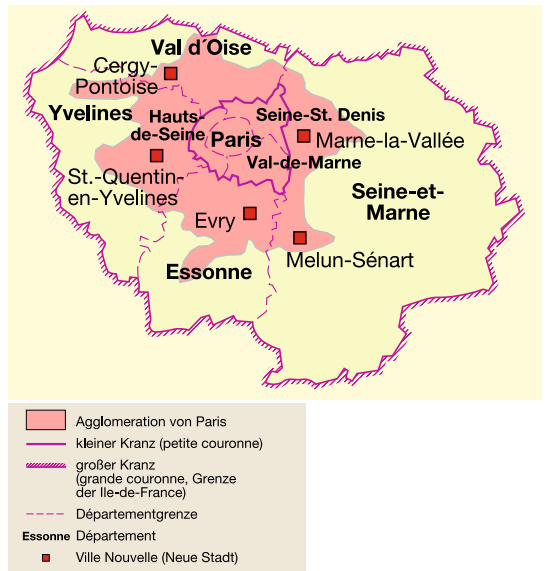 Val d´Oise
Cergy-
Pontoise
Yvelines
Hauts-
de-Seine
Seine-St. Denis
Paris
Marne-la-Vallée
Val-de-Marne
St.-Quentin-
en-Yvelines
Seine-et-
Marne
Evry
Melun-Sénart
Essonne
Agglomeration von Paris
kleiner Kranz (petite couronne)
großer Kranz
(grande couronne, Grenze
der Ile-de-France)
Départementgrenze
Essonne Département
Ville Nouvelle (Neue Stadt)